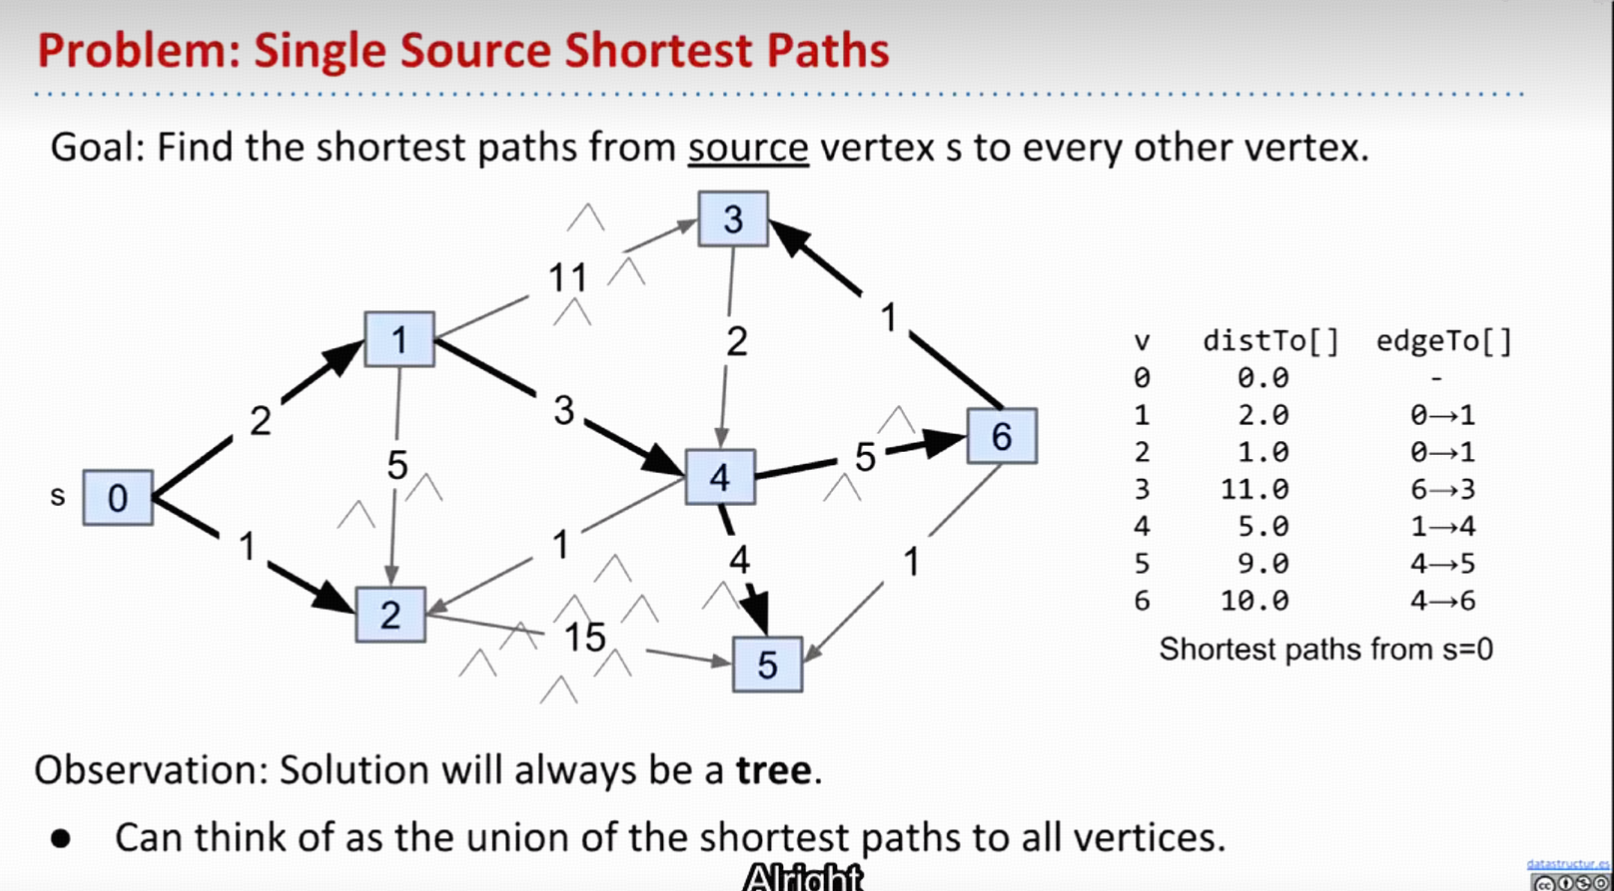 Problem: Single Source Shortest Paths
Goal: Find the shortest paths from source vertex s to every other vertex.
3
11
1
1
2
v distTo[] edgeTo[]
0 0.0 -
2
3
5
6
1 2.0 0→1
5
4
2 1.0 0→1
s 0
3 11.0 6→3
1
1
4
1
4 5.0 1→4
5 9.0 4→5
2
15
5
6 10.0 4→6
Shortest paths from s=0
Observation: Solution will always be a tree.
● Can think of as the union of the shortest paths to all vertices.
Alright
datastructur.es